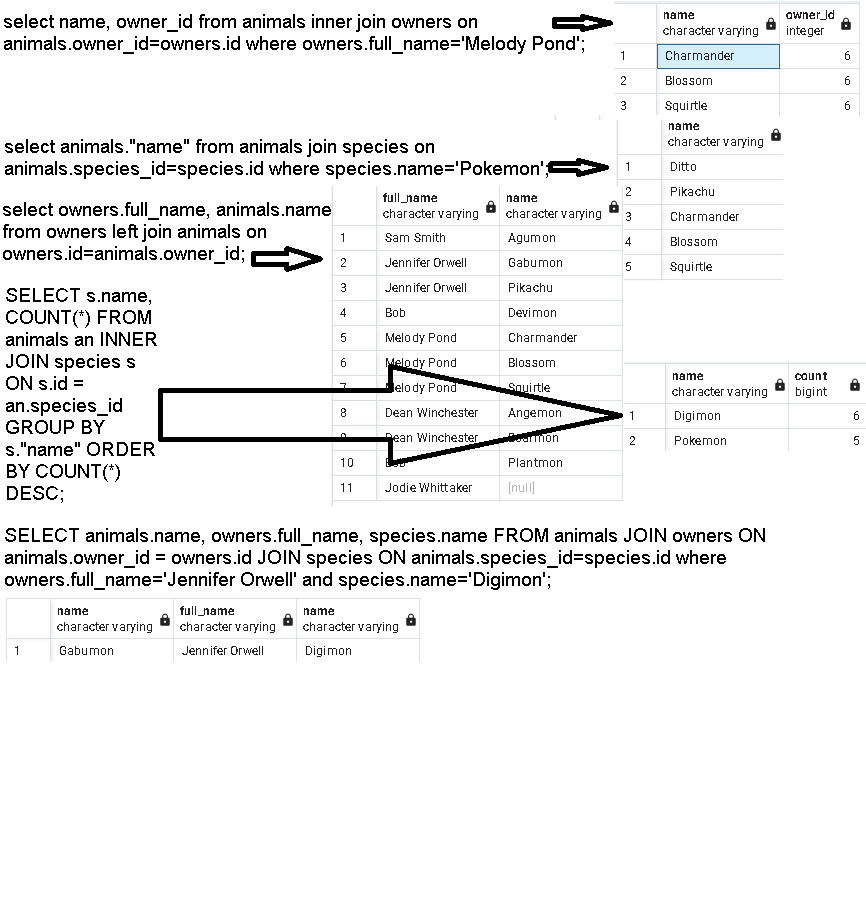 select name, owner_id from animals inner join owners on
animals.owner_id=owners.id where owners.full_name='Melody Pond';
name owner_id
character varying integer
1 Charmander 6
2 Blossom 6
3 Squirtle 6
select animals."name" from animals join species on
animals.species_id=species.id where species.name='Pokemon';
name
character varying
1 Ditto
2 Pikachu
3 Charmander
4 Blossom
5 Squirtle
select owners.full_name, animals.name
from owners left join animals on
owners.id=animals.owner_id;
full_name name
character varying character varying
1 Sam Smith Agumon
2 Jennifer Orwell Gabumon
3 Jennifer Orwell Pikachu
4 Bob Devimon
5 Melody Pond Charmander
6 Melody Pond Blossom
7 Melody Pond Squirtle
8 Dean Winchester Angemon
9 Dean Winchester
10 Plantmon
11 Jodie Whittaker [null]
SELECT s.name,
COUNT(*) FROM
animals an INNER
JOIN species s
ON s.id =
an.species_id
GROUP BY
s."name" ORDER
BY COUNT(*)
DESC;
name count
character varying bigint
1 Digimon 6
2 Pokemon 5
SELECT animals.name, owners.full_name, species.name FROM animals JOIN owners ON
animals.owner_id = owners.id JOIN species ON animals.species_id=species.id where
owners.full_name='Jennifer Orwell' and species.name='Digimon';
name full_name name
character varying character varying character varying
1 Gabumon Jennifer Orwell Digimon